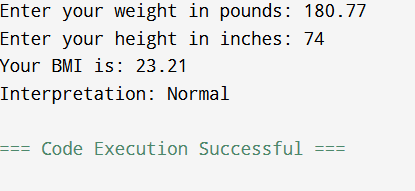 Enter your weight in pounds: 180.77
Enter your height in inches: 74
Your BMI is: 23.21
Interpretation: Normal
=== Code Execution Successful ===